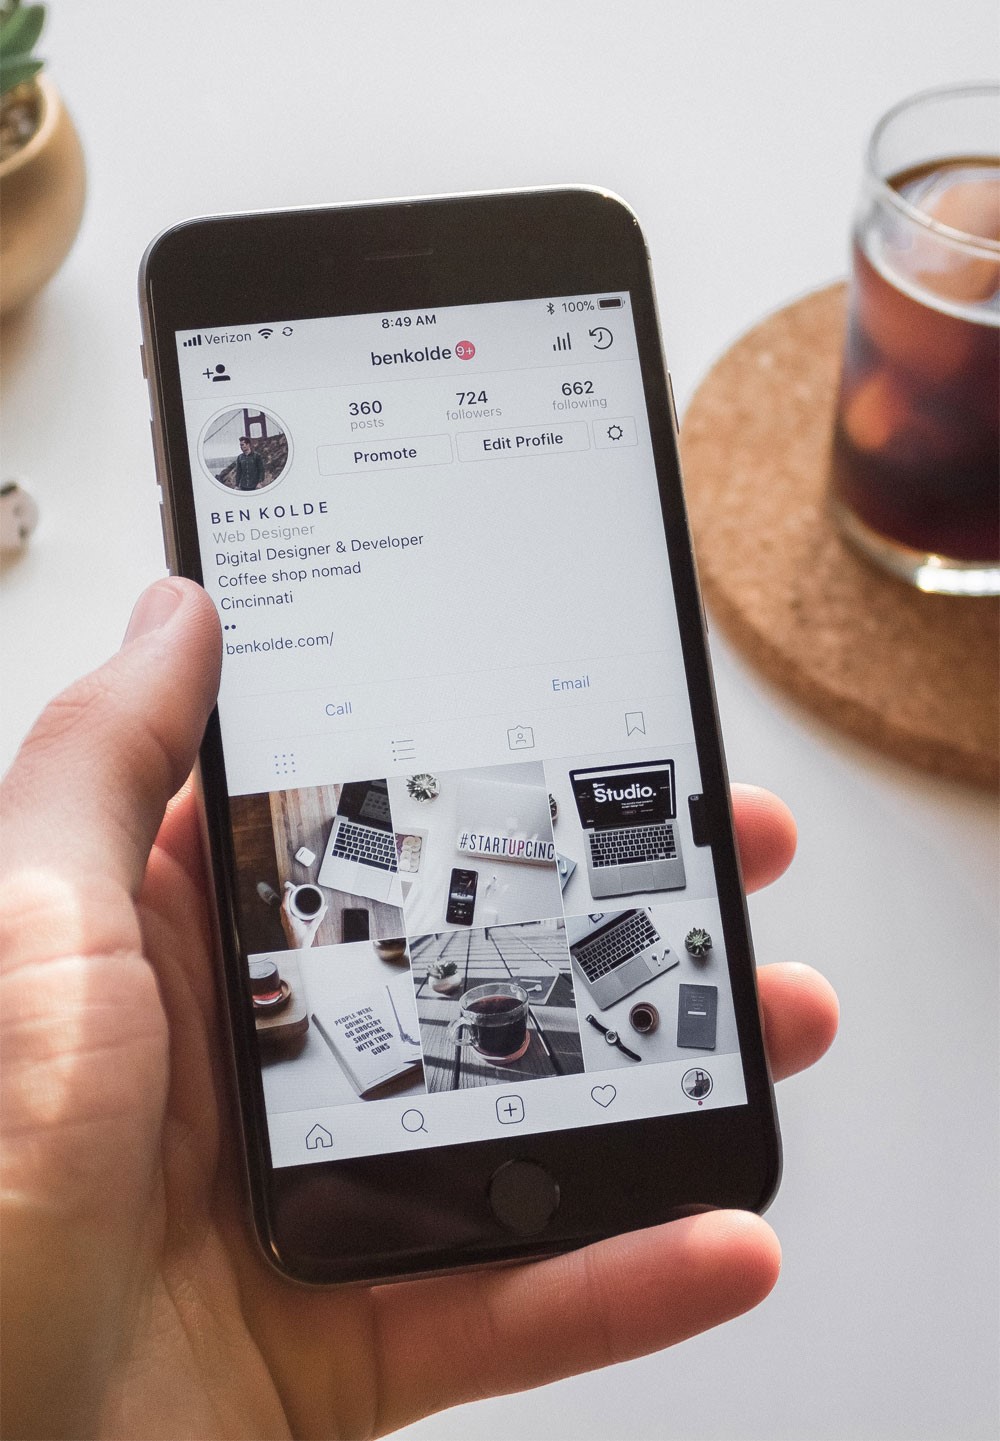 Verizon 8:49 AM 100%
benkolde 9+
360 724 662
posts followers following
Promote Edit Profile
BEN KOLDE
Web Designer
Digital Designer & Developer
Coffee shop nomad
Cincinnati
••
benkolde.com/
Call Email
#STARTUPCINC
Studio.
PEOPLE WERE
GOING TO
GO GROCERY
SHOPPING
WITH THEIR
GUNS